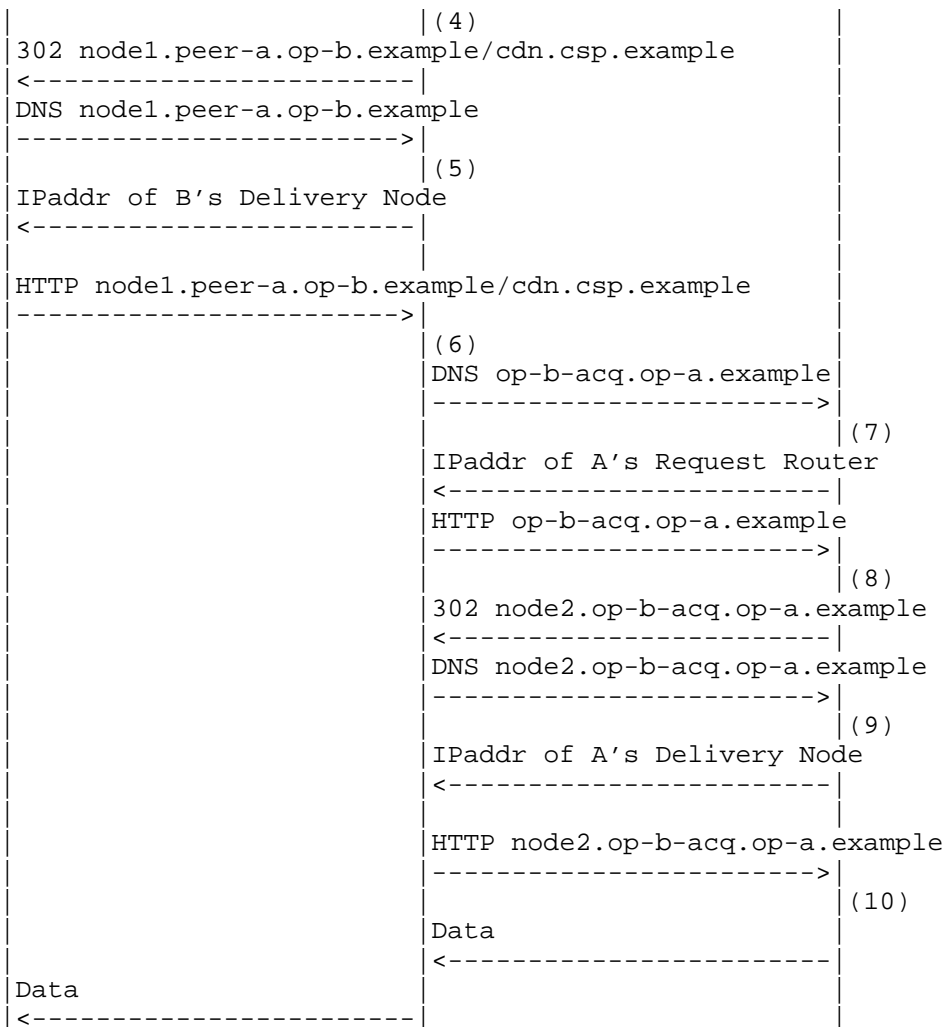 (4)
302 node1.peer-a.op-b.example/cdn.csp.example
<------------------------
DNS node1.peer-a.op-b.example
------------------------>
(5)
IPaddr of B’s Delivery Node
<------------------------
HTTP node1.peer-a.op-b.example/cdn.csp.example
------------------------>
(6)
DNS op-b-acq.op-a.example
------------------------>
(7)
IPaddr of A’s Request Router
<------------------------
HTTP op-b-acq.op-a.example
------------------------>
(8)
302 node2.op-b-acq.op-a.example
<------------------------
DNS node2.op-b-acq.op-a.example
------------------------>
(9)
IPaddr of A’s Delivery Node
<------------------------
HTTP node2.op-b-acq.op-a.example
------------------------>
(10)
Data
<------------------------
Data
<------------------------